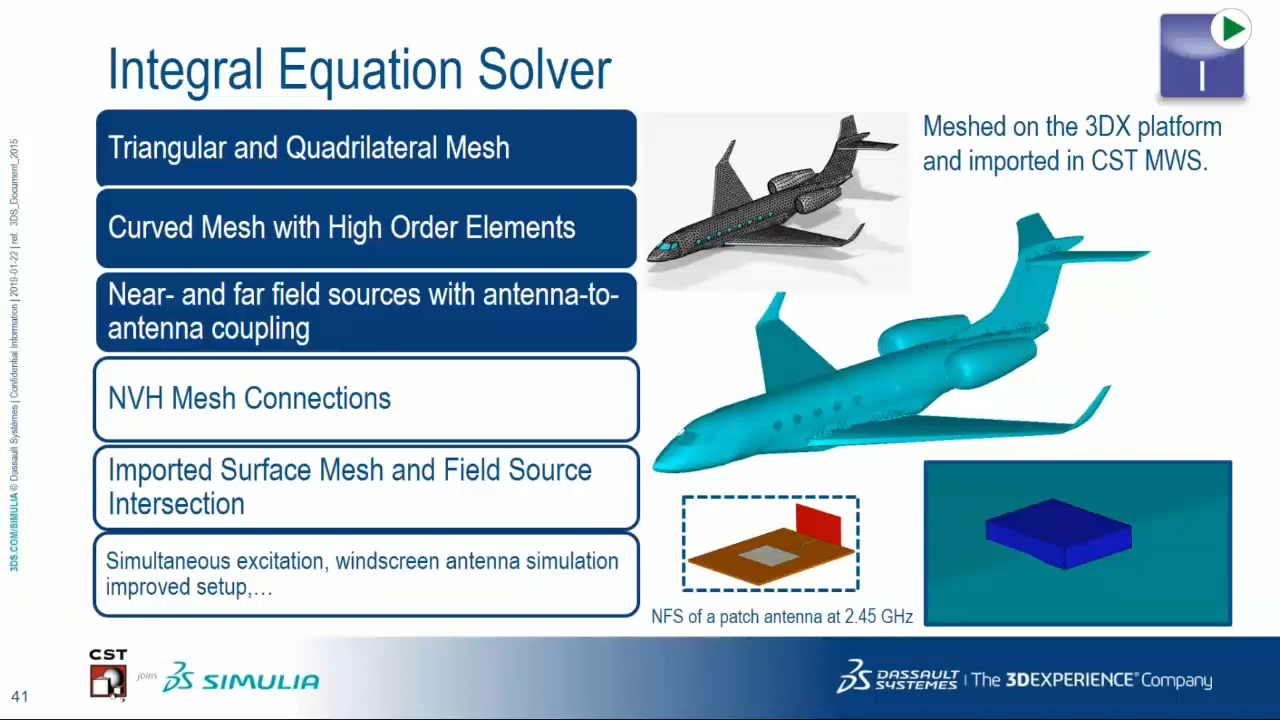 Integral Equation Solver
Triangular and Quadrilateral Mesh
Curved Mesh with High Order Elements
Near- and far field sources with antenna-to-
antenna coupling
NVH Mesh Connections
Imported Surface Mesh and Field Source
Intersection
Simultaneous excitation, windscreen antenna simulation
improved setup,…
Meshed on the 3DX platform
and imported in CST MWS.
NFS of a patch antenna at 2.45 GHz
3DS.COM/SIMULIA © Dassault Systèmes | Confidential Information | 2019-01-22 | ref.: 3DS_Document_2015
41
CST
joins
SIMULIA
DASSAULT
SYSTEMES | The 3DEXPERIENCE® Company